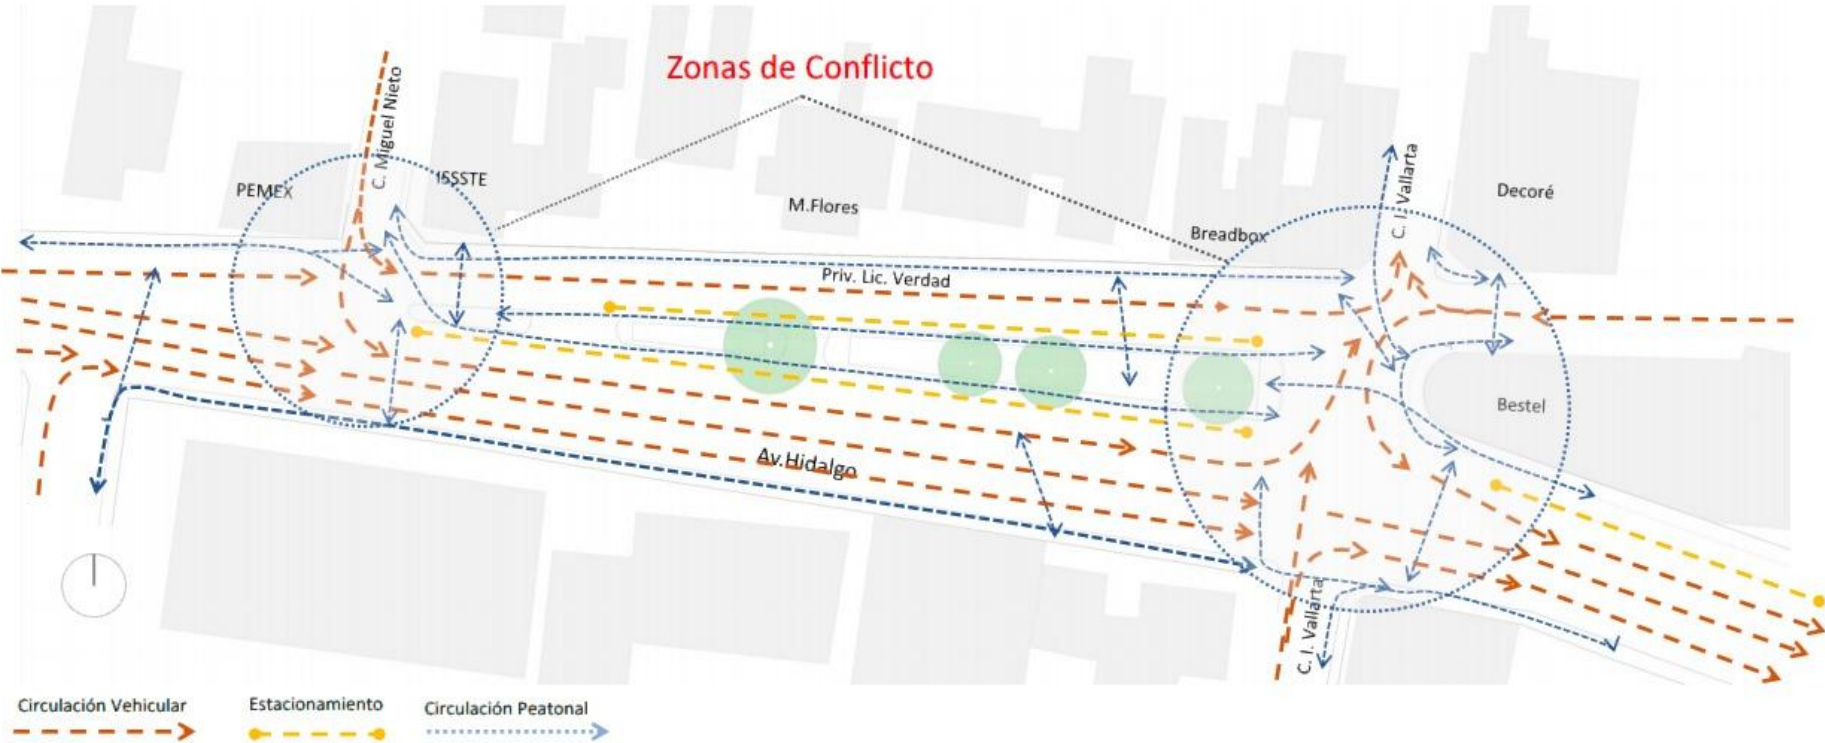 Zonas de Conflicto
C. Miguel Nieto
PEMEX
ISSSTE
M.Flores
Breadbox
C. I. Vallarta
Decoré
Priv. Lic. Verdad
Bestel
Av.Hidalgo
C. I. Vallarta
Circulación Vehicular
Estacionamiento
Circulación Peatonal